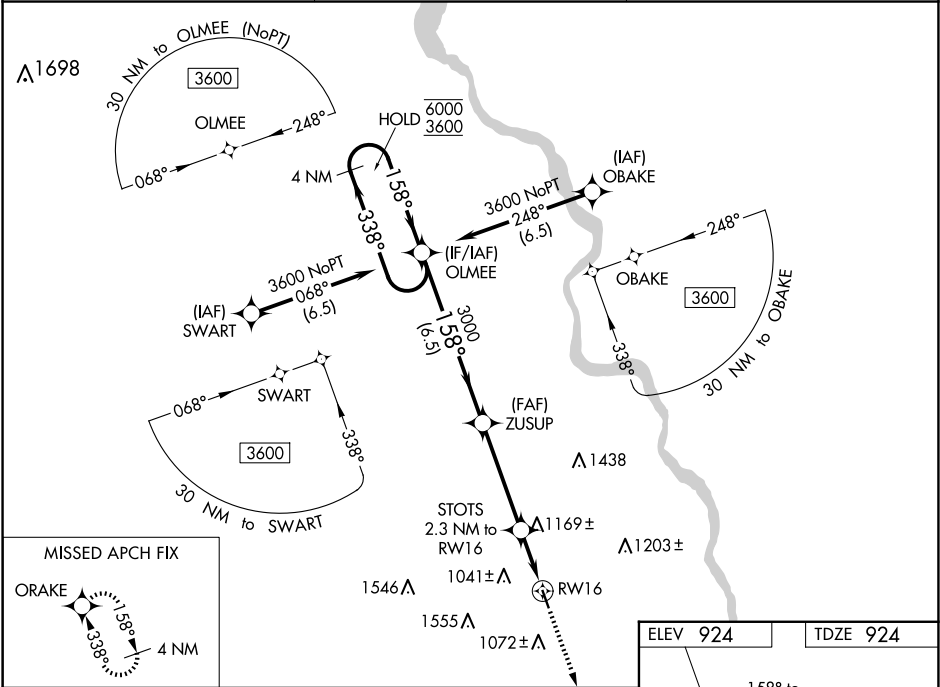 30 NM to OLMEE (NoPT)
1698
3600
OLMEE
068°
248°
HOLD
6000
3600
4 NM
158°
338°
(IF/IAF)
OLMEE
(IAF)
OBAKE
3600 NoPT
248°
(6.5)
(IAF)
SWART
3600 NoPT
068°
(6.5)
3000
158°
(6.5)
248°
OBAKE
3600
338°
30 NM to OBAKE
068°
SWART
3600
338°
30 NM to SWART
(FAF)
ZUSUP
1438
STOTS
2.3 NM to
RW16
1169±
1203±
1041±
1546
RW16
1555
1072±
MISSED APCH FIX
ORAKE
158°
338°
4 NM
ELEV 924
TDZE 924